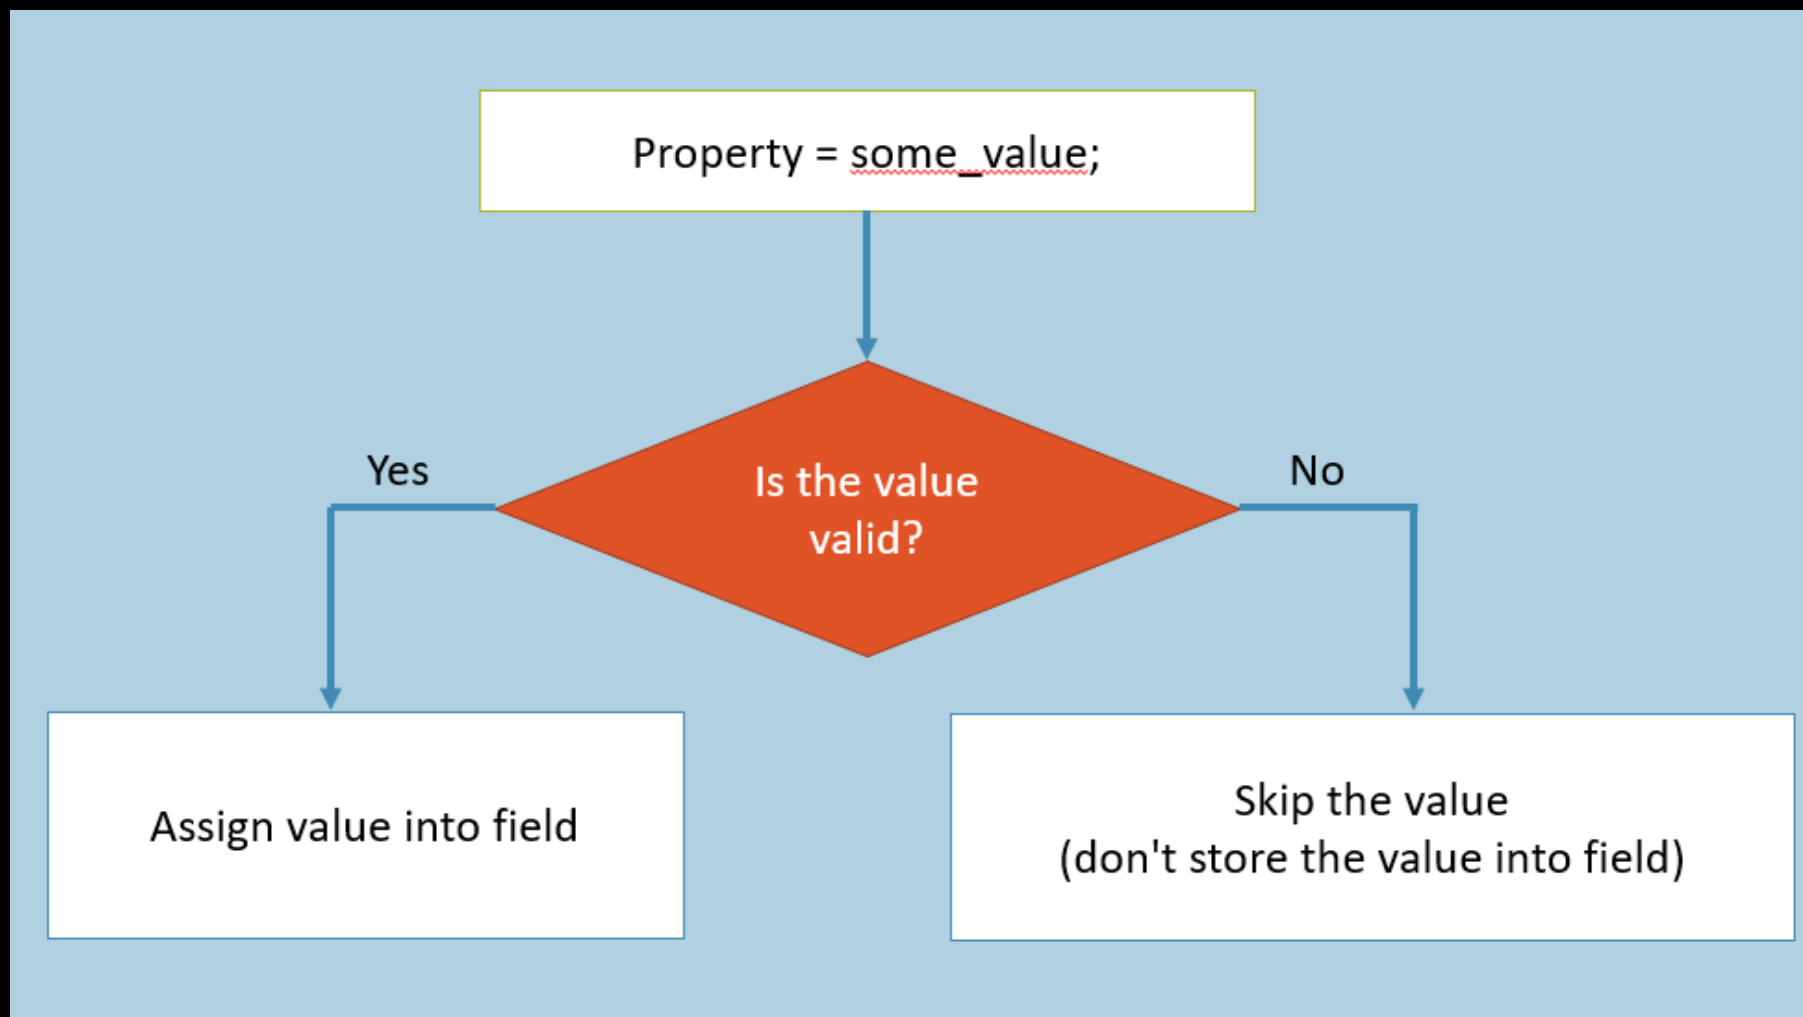 Property = some_value;
Yes
Is the value
valid?
No
Assign value into field
Skip the value
(don't store the value into field)